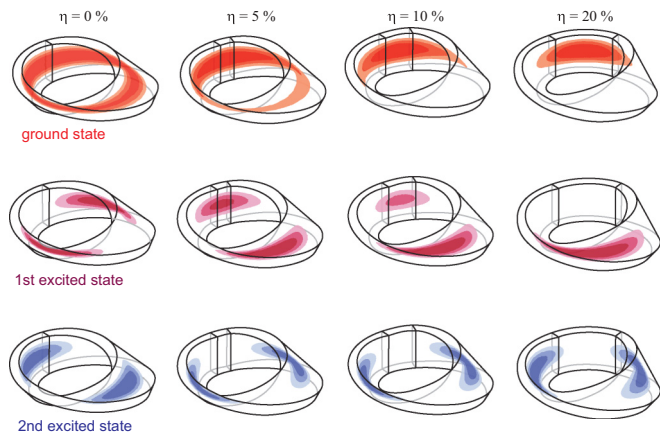 η = 0 %
η = 5 %
η = 10 %
η = 20 %
ground state
1st excited state
2nd excited state